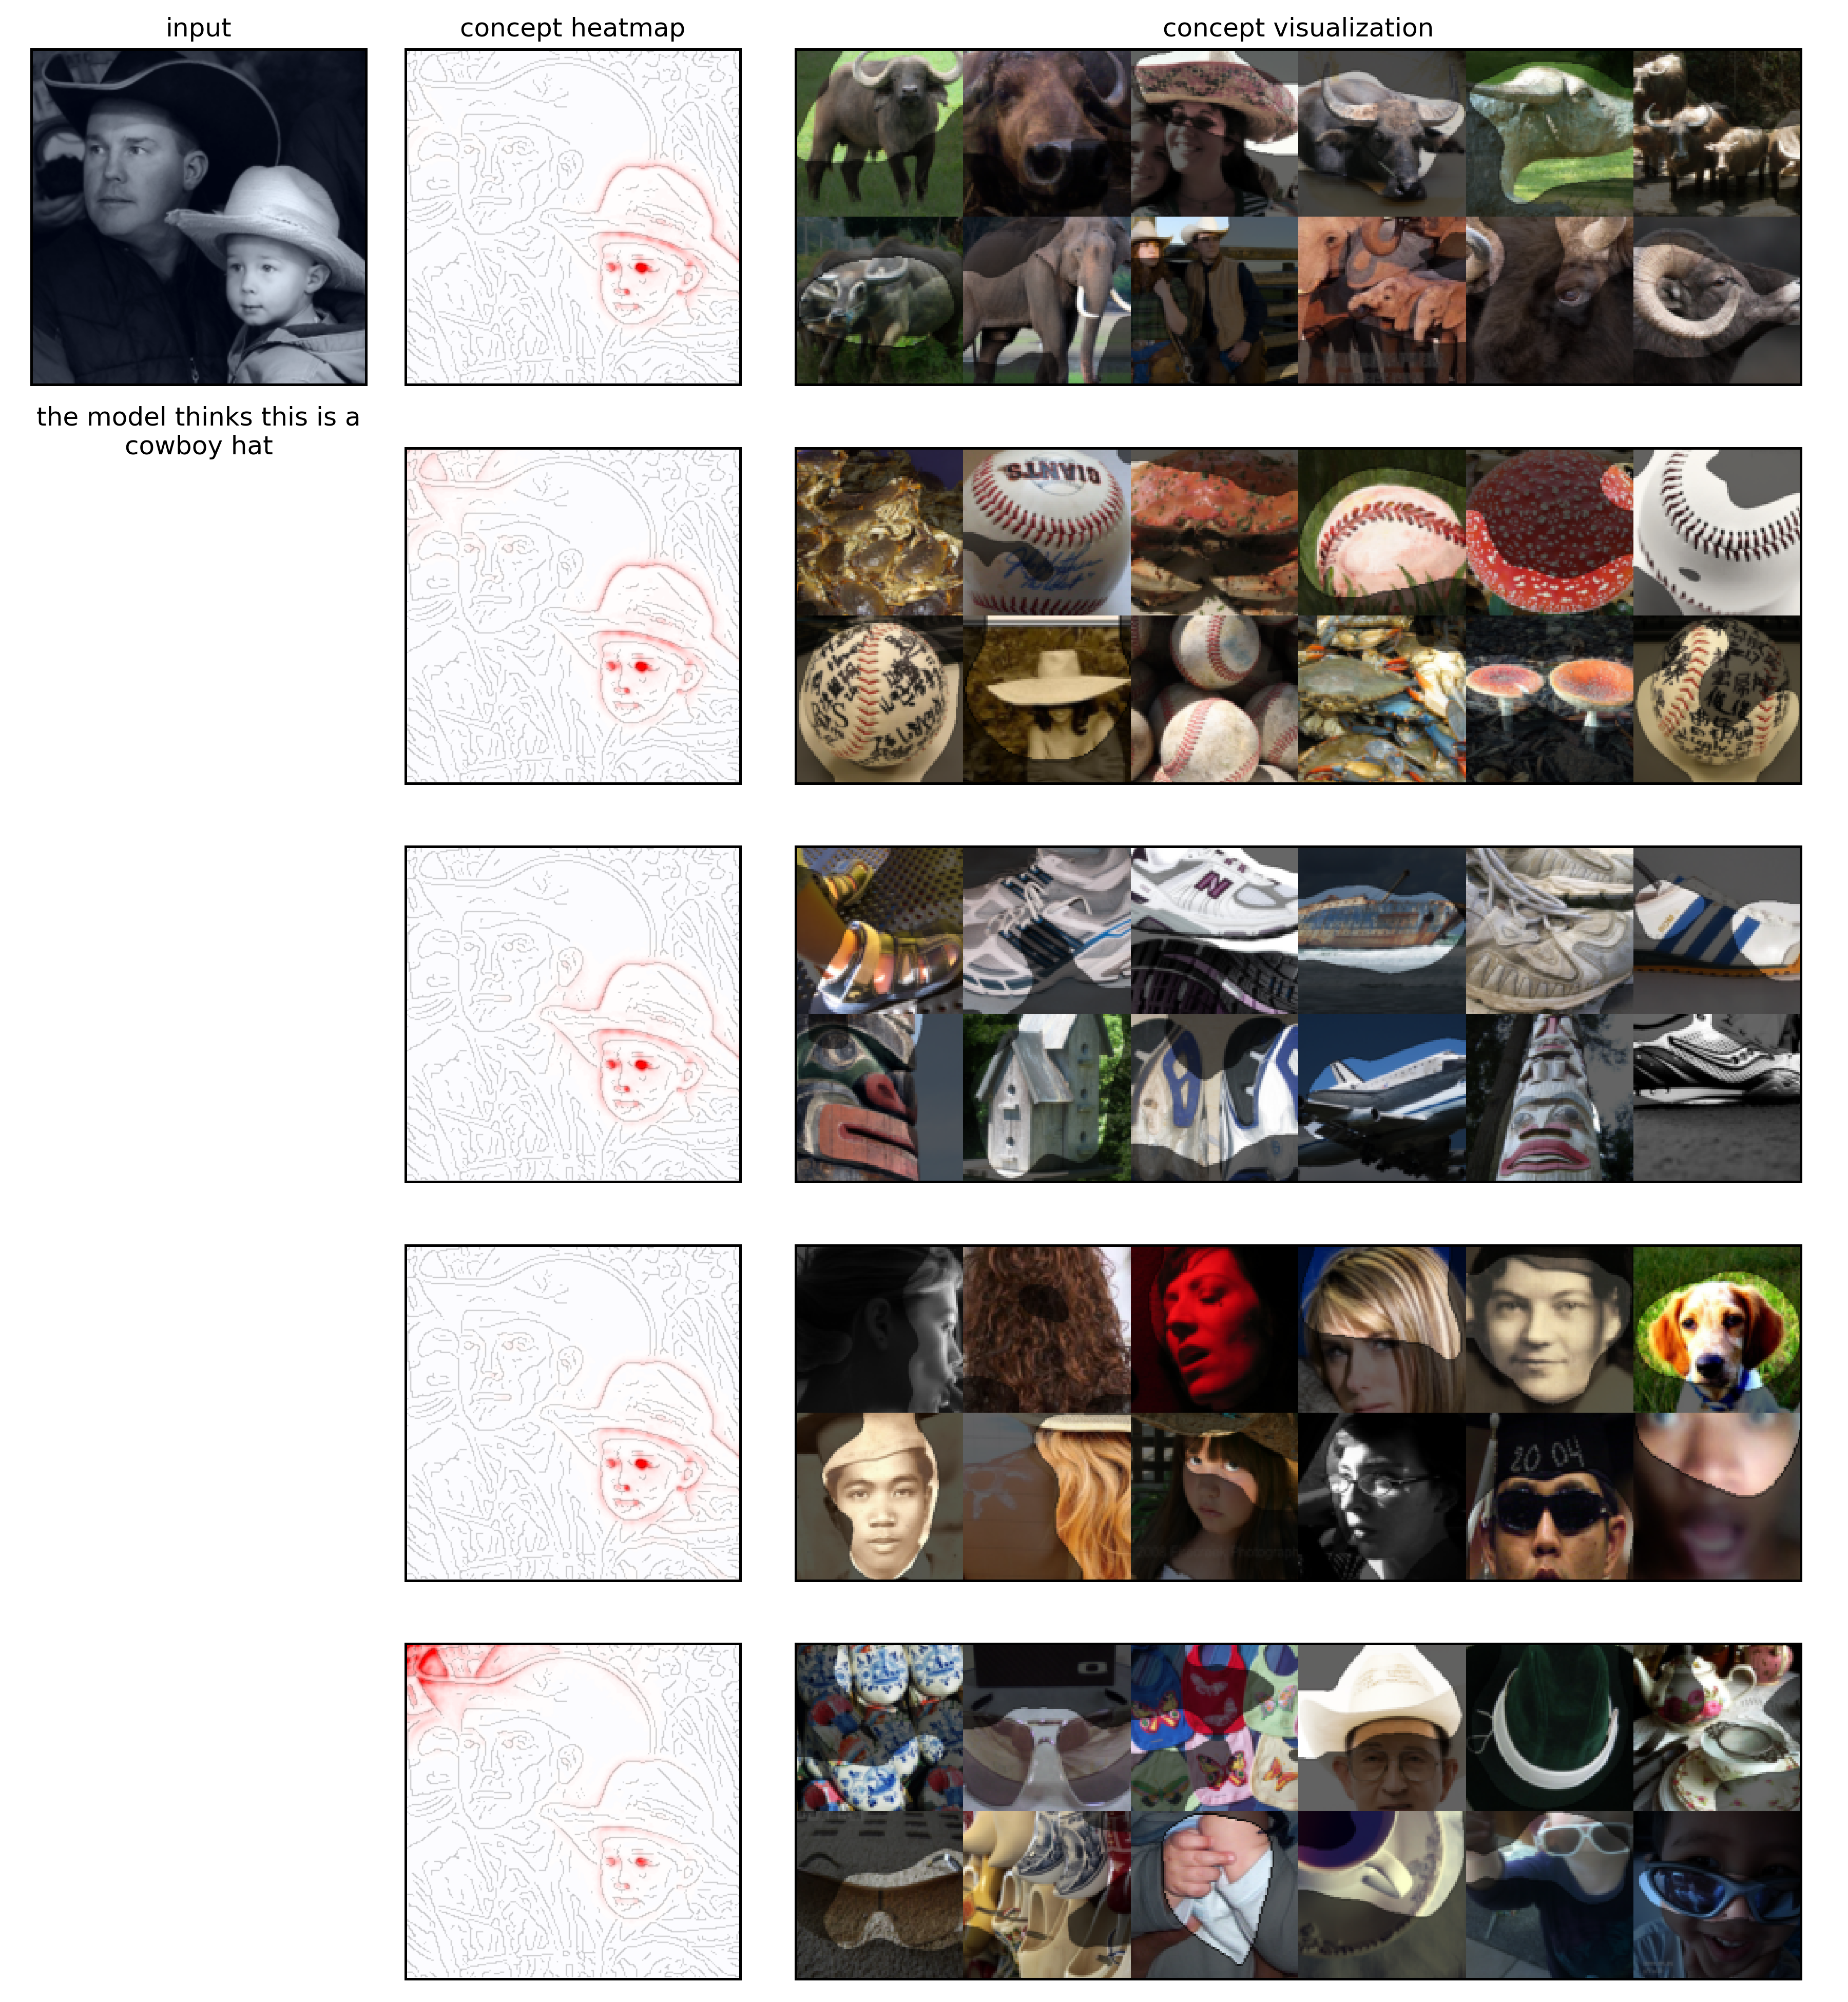 input
concept heatmap
concept visualization
the model thinks this is a
cowboy hat
GIANTS
N
20 04